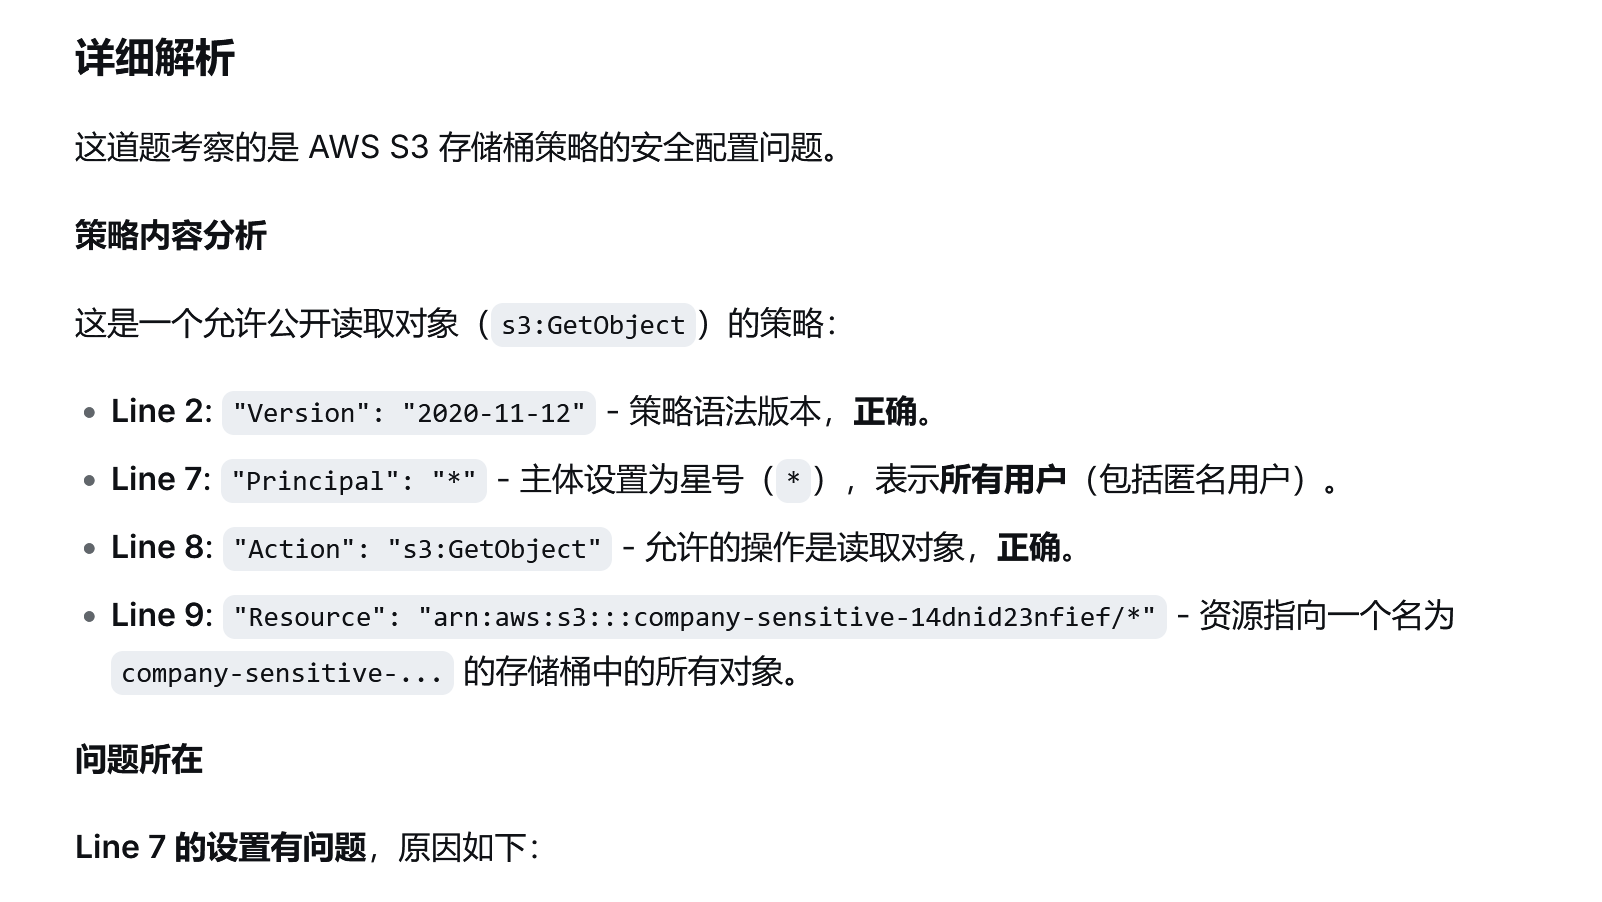 详细解析
这道题考察的是 AWS S3 存储桶策略的安全配置问题。
策略内容分析
这是一个允许公开读取对象（s3:GetObject）的策略：
• Line 2: "Version": "2020-11-12" - 策略语法版本，正确。
• Line 7: "Principal": "*" - 主体设置为星号（*），表示所有用户（包括匿名用户）。
• Line 8: "Action": "s3:GetObject" - 允许的操作是读取对象，正确。
• Line 9: "Resource": "arn:aws:s3:::company-sensitive-14dnid23nfief/*" - 资源指向一个名为
company-sensitive-... 的存储桶中的所有对象。
问题所在
Line 7 的设置有问题，原因如下：